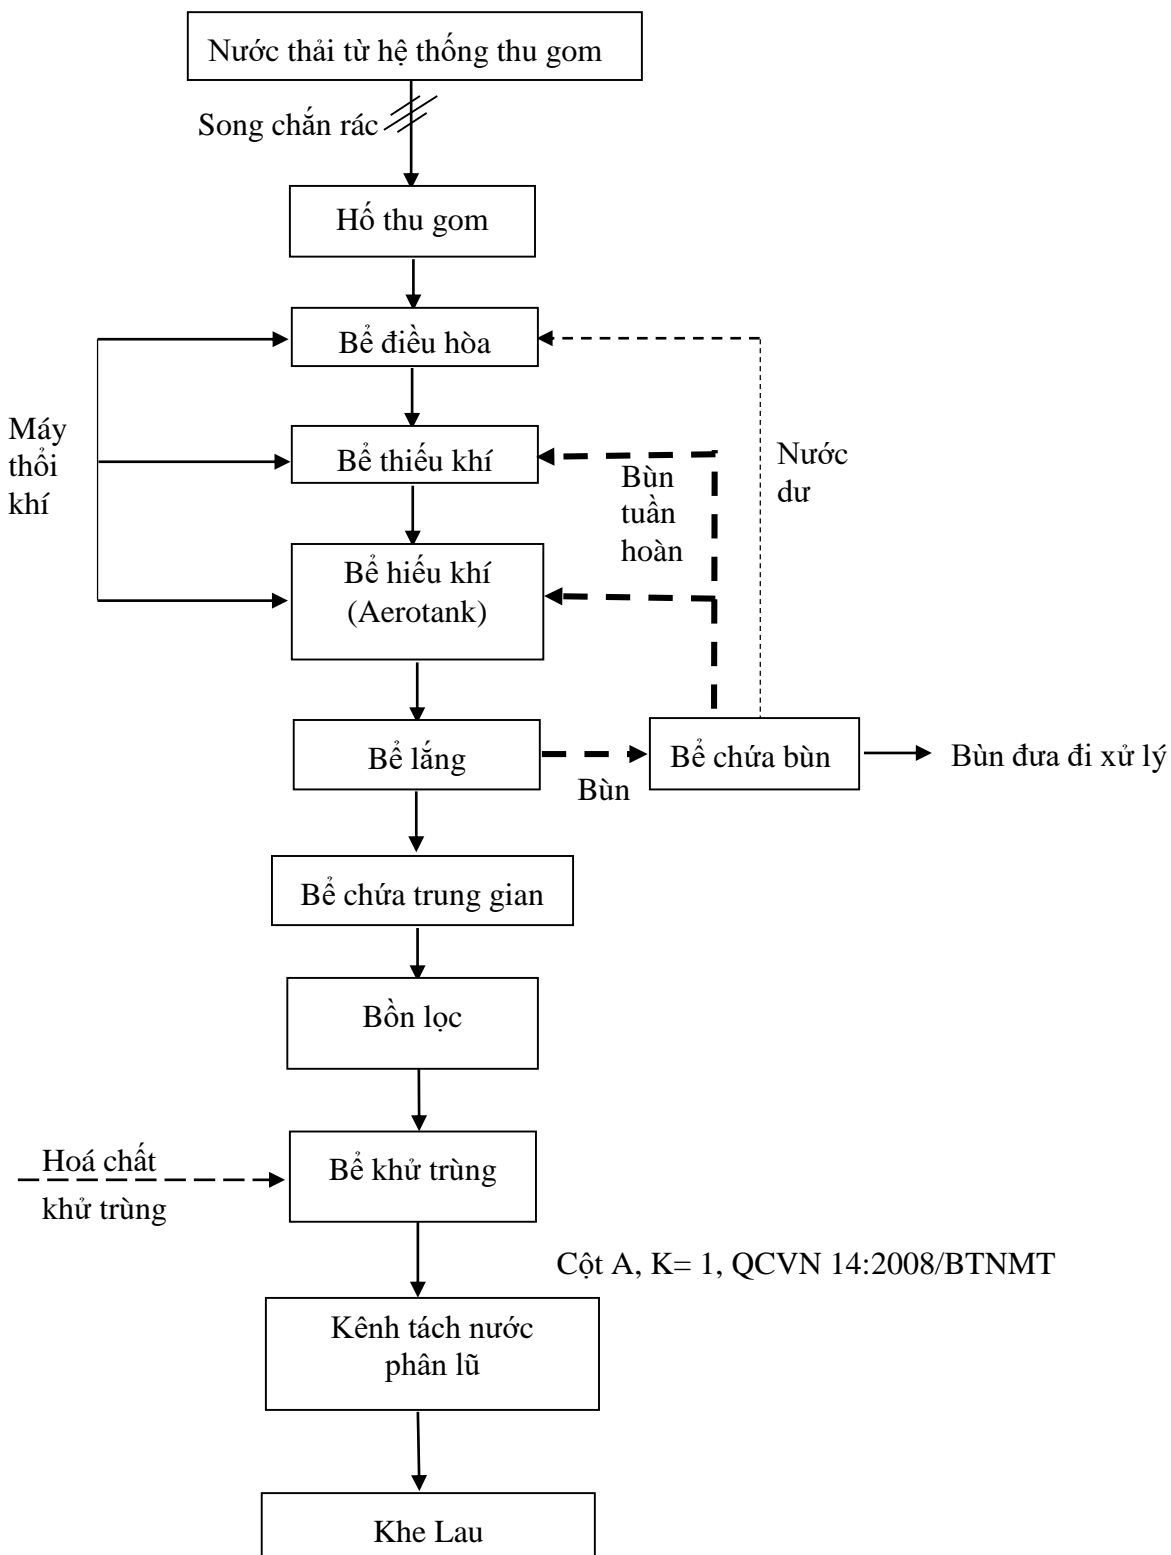 Nước thải từ hệ thống thu gom
Song chắn rác
Hố thu gom
Bể điều hòa
Máy
thổi
khí
Bể thiếu khí
Bùn
tuần
hoàn
Nước
dư
Bể hiếu khí
(Aerotank)
Bể lắng
Bùn
Bể chứa bùn
Bùn đưa đi xử lý
Bể chứa trung gian
Bồn lọc
Hoá chất
khử trùng
Bể khử trùng
Cột A, K= 1, QCVN 14:2008/BTNMT
Kênh tách nước
phân lũ
Khe Lau